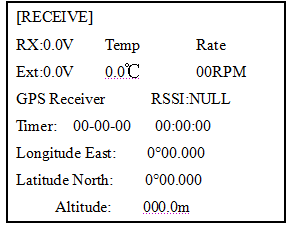 [RECEIVE]
RX:0.0V Temp Rate
Ext:0.0V 0.0℃ 00RPM
GPS Receiver RSSI:NULL
Timer: 00-00-00 00:00:00
Longitude East: 0°00.000
Latitude North: 0°00.000
Altitude: 000.0m